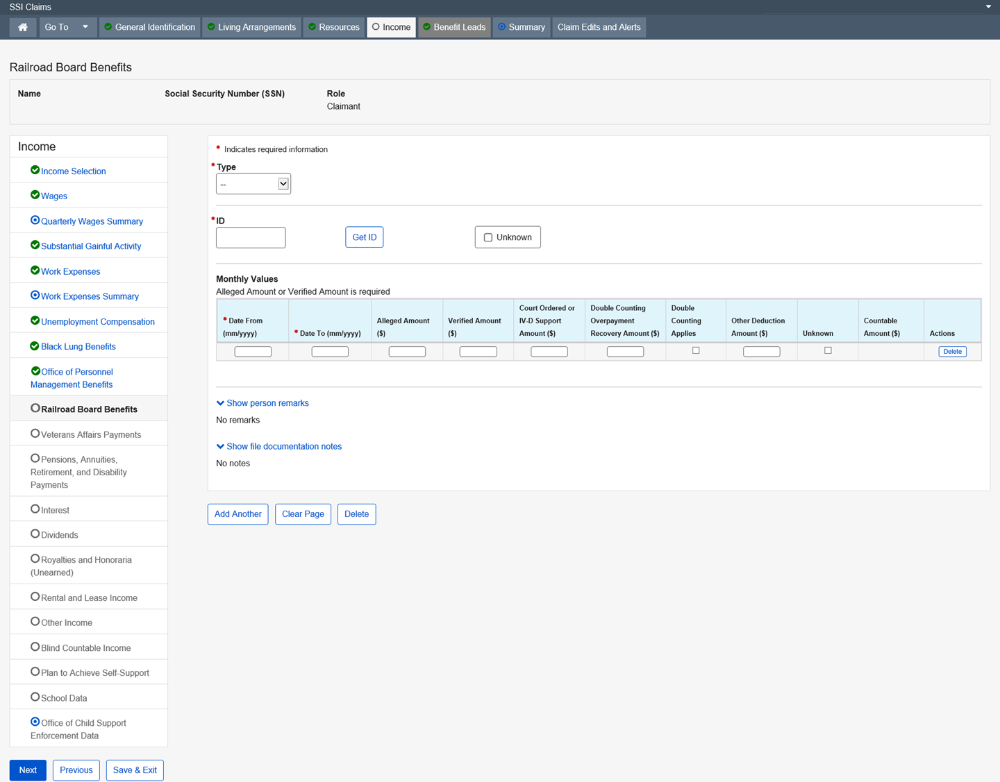 SSI Claims
Go To
General Identification
Living Arrangements
Resources
Income
Benefit Leads
Summary
Claim Edits and Alerts
Railroad Board Benefits
Name
Social Security Number (SSN)
Role
Claimant
Income
Income Selection
Wages
Quarterly Wages Summary
Substantial Gainful Activity
Work Expenses
Work Expenses Summary
Unemployment Compensation
Black Lung Benefits
Office of Personnel
Management Benefits
Railroad Board Benefits
Veterans Affairs Payments
Pensions, Annuities,
Retirement, and Disability
Payments
Interest
Dividends
Royalties and Honoraria
(Unearned)
Rental and Lease Income
Other Income
Blind Countable Income
Plan to Achieve Self-Support
School Data
Office of Child Support
Enforcement Data
* Indicates required information
* Type
--
* ID
Get ID
Unknown
Monthly Values
Alleged Amount or Verified Amount is required
* Date From
(mm/yyyy)
* Date To (mm/yyyy)
Alleged Amount
($)
Verified Amount
($)
Court Ordered or
IV-D Support
Amount ($)
Double Counting
Overpayment
Recovery Amount ($)
Double
Counting
Applies
Other Deduction
Amount ($)
Unknown
Countable
Amount ($)
Actions
Delete
Show person remarks
No remarks
Show file documentation notes
No notes
Add Another
Clear Page
Delete
Next
Previous
Save & Exit